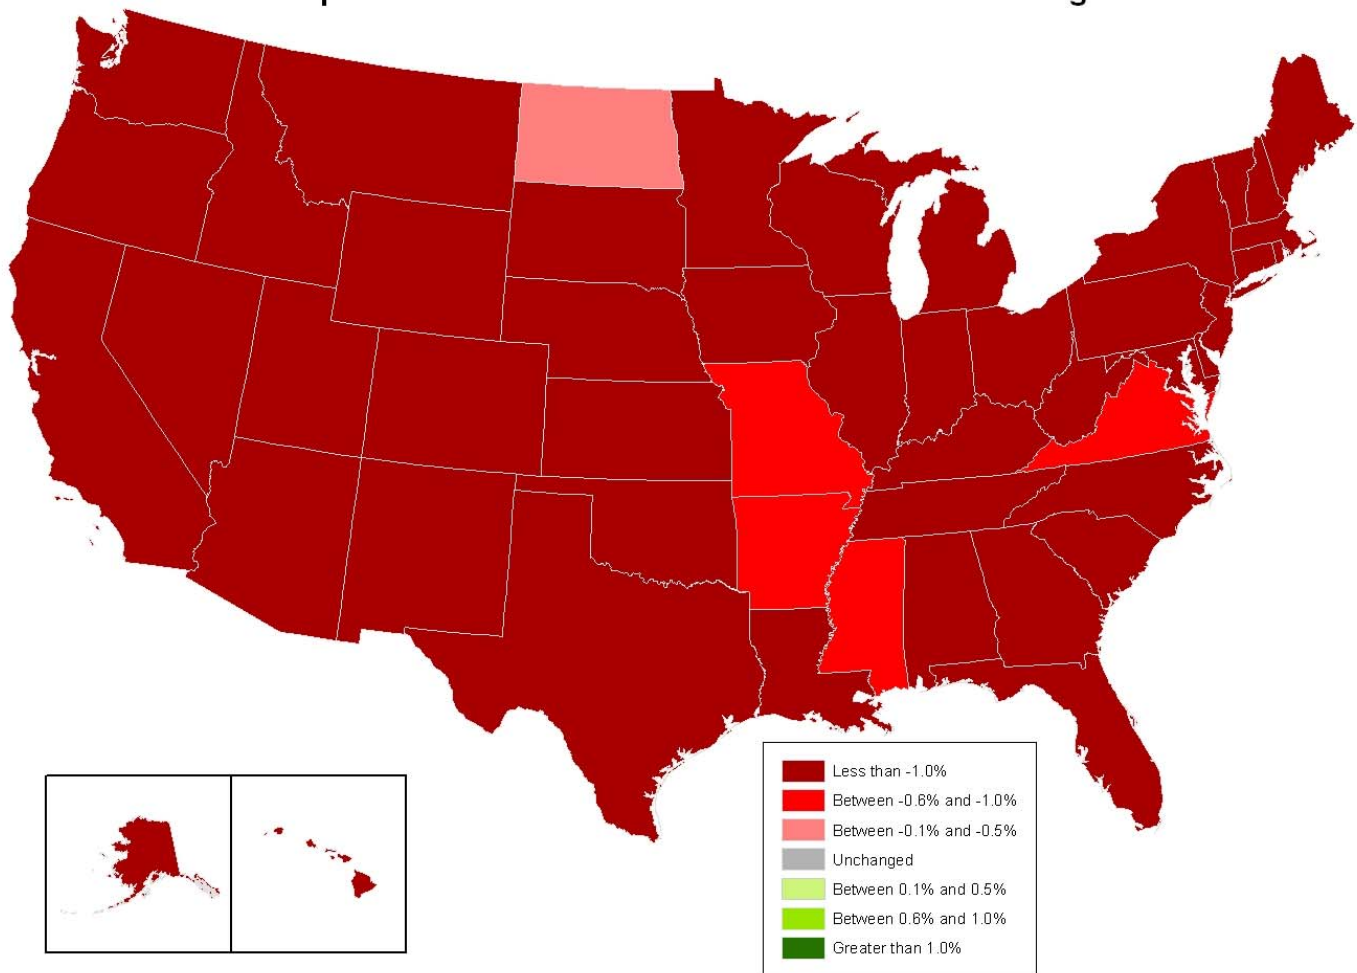 Less than -1.0%
Between -0.6% and -1.0%
Between -0.1% and -0.5%
Unchanged
Between 0.1% and 0.5%
Between 0.6% and 1.0%
Greater than 1.0%